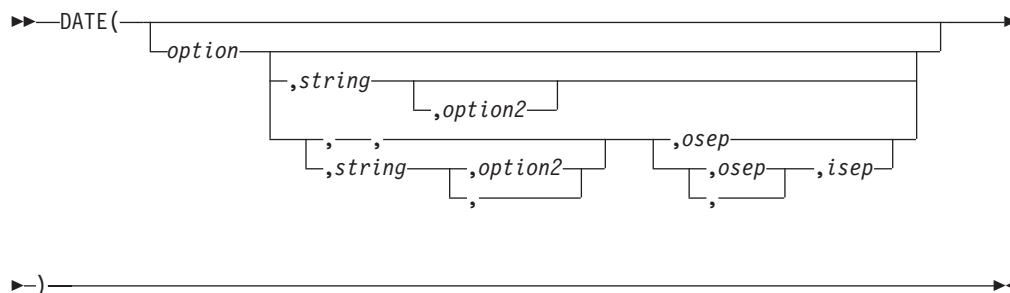 DATE(
option
,string
,option2
, , ,osep
,string ,option2 ,osep ,isep
, ,
)